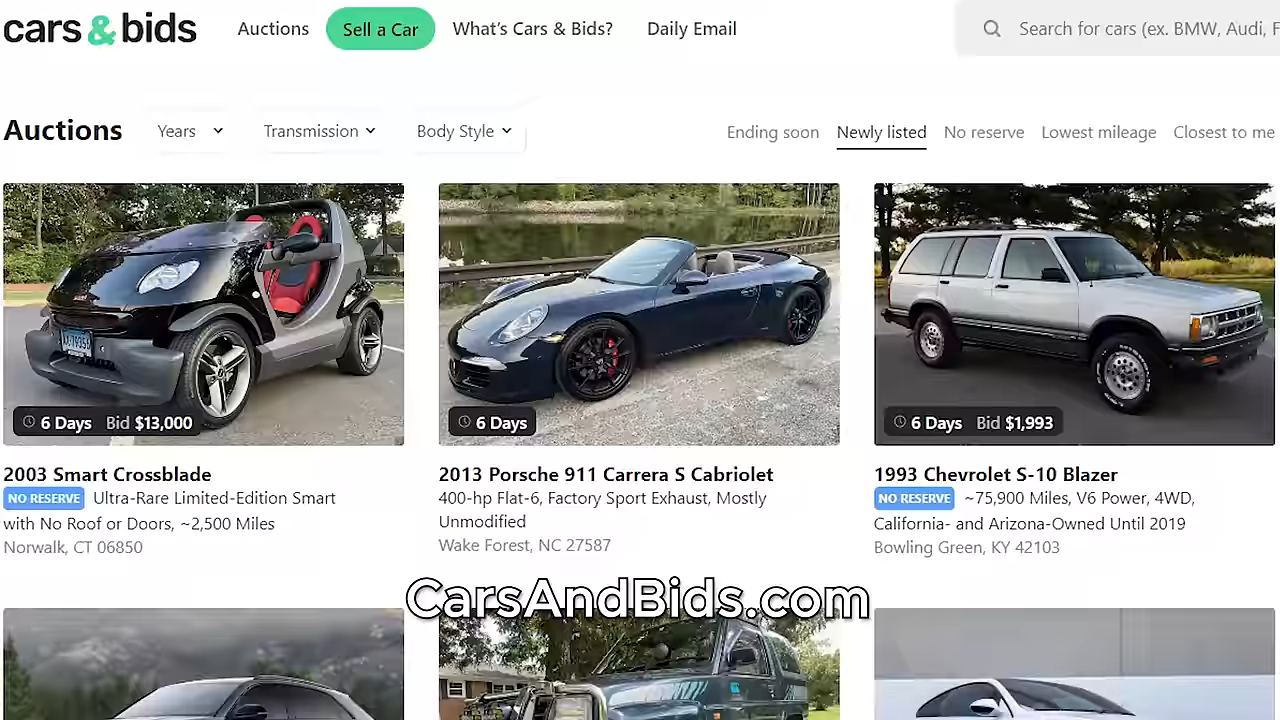 cars & bids
Auctions
Sell a Car
What's Cars & Bids?
Daily Email
Search for cars (ex. BMW, Audi, F
Auctions
Years
Transmission
Body Style
Ending soon
Newly listed
No reserve
Lowest mileage
Closest to me
6 Days Bid $13,000
6 Days
6 Days Bid $1,993
2003 Smart Crossblade
NO RESERVE Ultra-Rare Limited-Edition Smart
with No Roof or Doors, ~2,500 Miles
Norwalk, CT 06850
2013 Porsche 911 Carrera S Cabriolet
400-hp Flat-6, Factory Sport Exhaust, Mostly
Unmodified
Wake Forest, NC 27587
1993 Chevrolet S-10 Blazer
NO RESERVE ~75,900 Miles, V6 Power, 4WD,
California- and Arizona-Owned Until 2019
Bowling Green, KY 42103
CarsAndBids.com